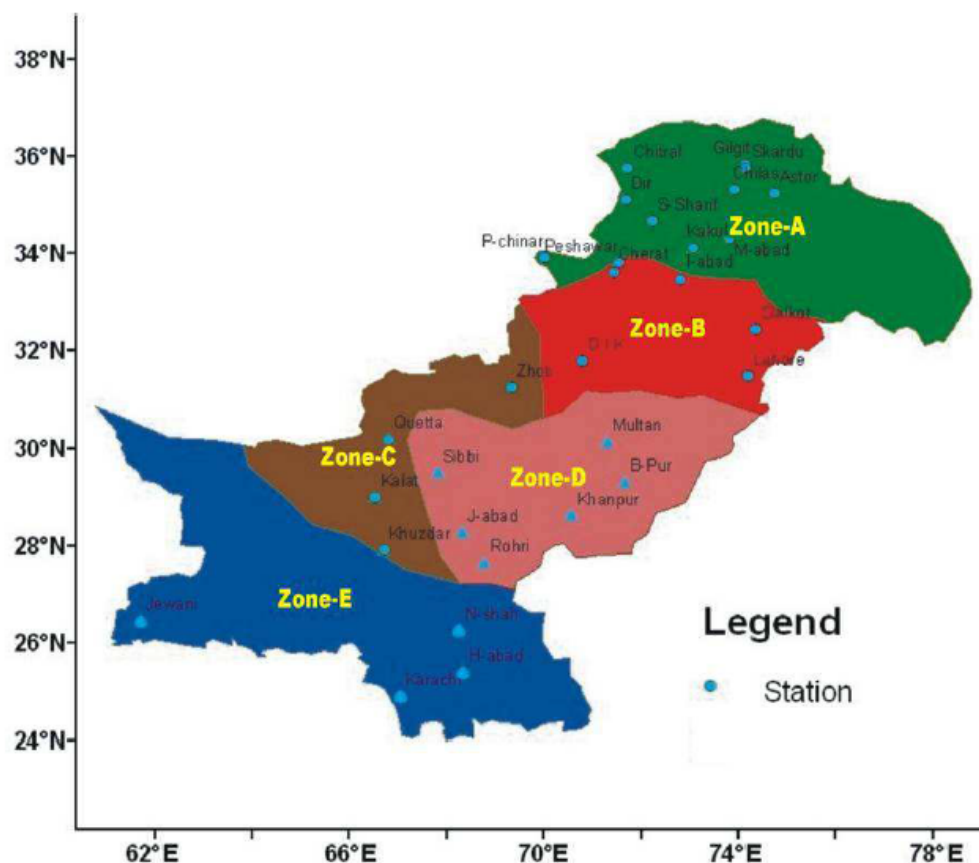 38°N
36°N
34°N
32°N
30°N
28°N
26°N
24°N
62°E
66°E
70°E
74°E
78°E
Chitral
Gilgit
Skardu
Dir
Chilas
Aster
S-Sharif
Zone-A
Kakul
M-abad
P-chinar
Peshawar
Cherat
I-abad
Zone-B
Sialkot
D I K
Lahore
Zhob
Quetta
Zone-C
Sibbi
Multan
B-Pur
Zone-D
Kalat
Khanpur
J-abad
Khuzdar
Rohri
Zone-E
Jewani
N-shah
H-abad
Karachi
Legend
Station